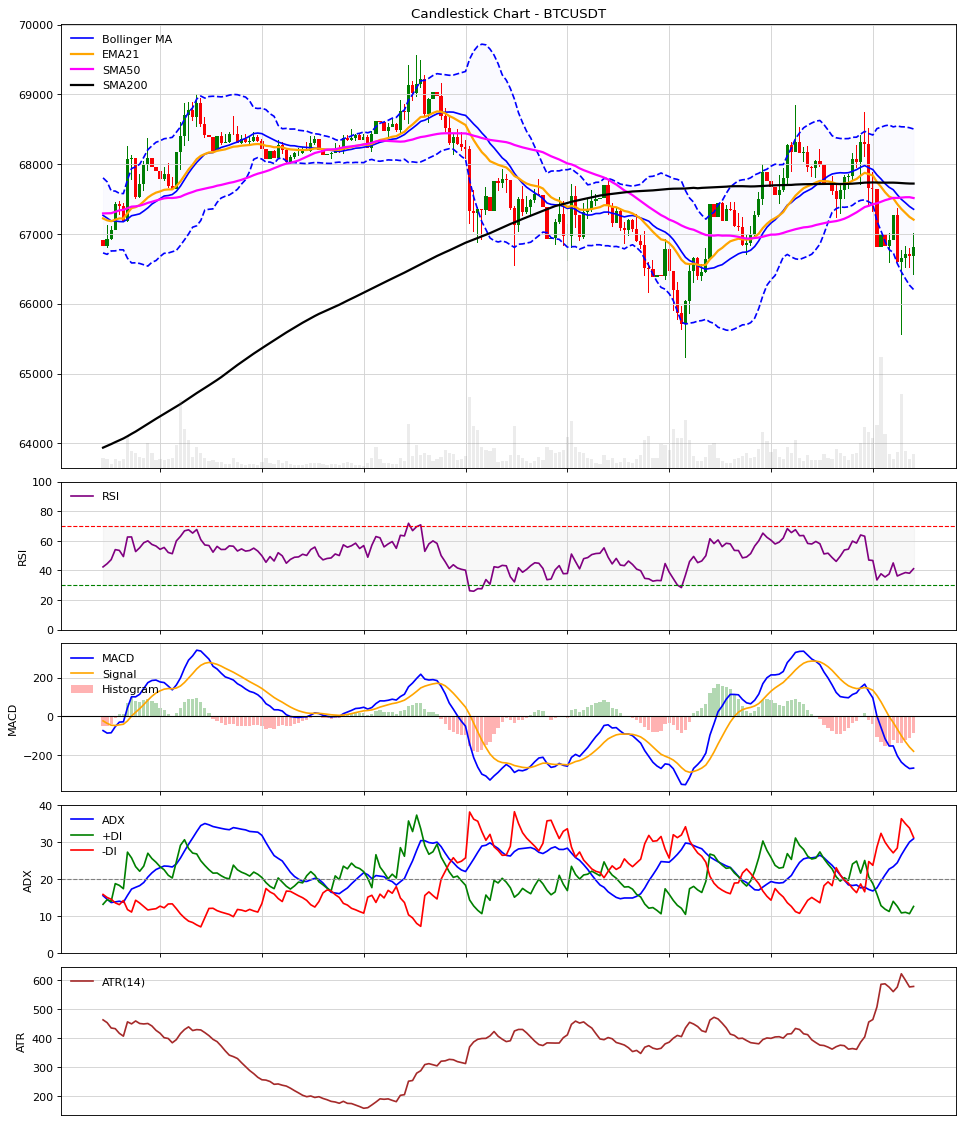 Candlestick Chart - BTCUSDT
70000
69000
68000
67000
66000
65000
64000
Bollinger MA
EMA21
SMA50
SMA200
100
80
60
40
20
0
RSI
RSI
200
0
−200
MACD
MACD
Signal
Histogram
40
30
20
10
0
ADX
ADX
+DI
-DI
600
500
400
300
200
ATR
ATR(14)